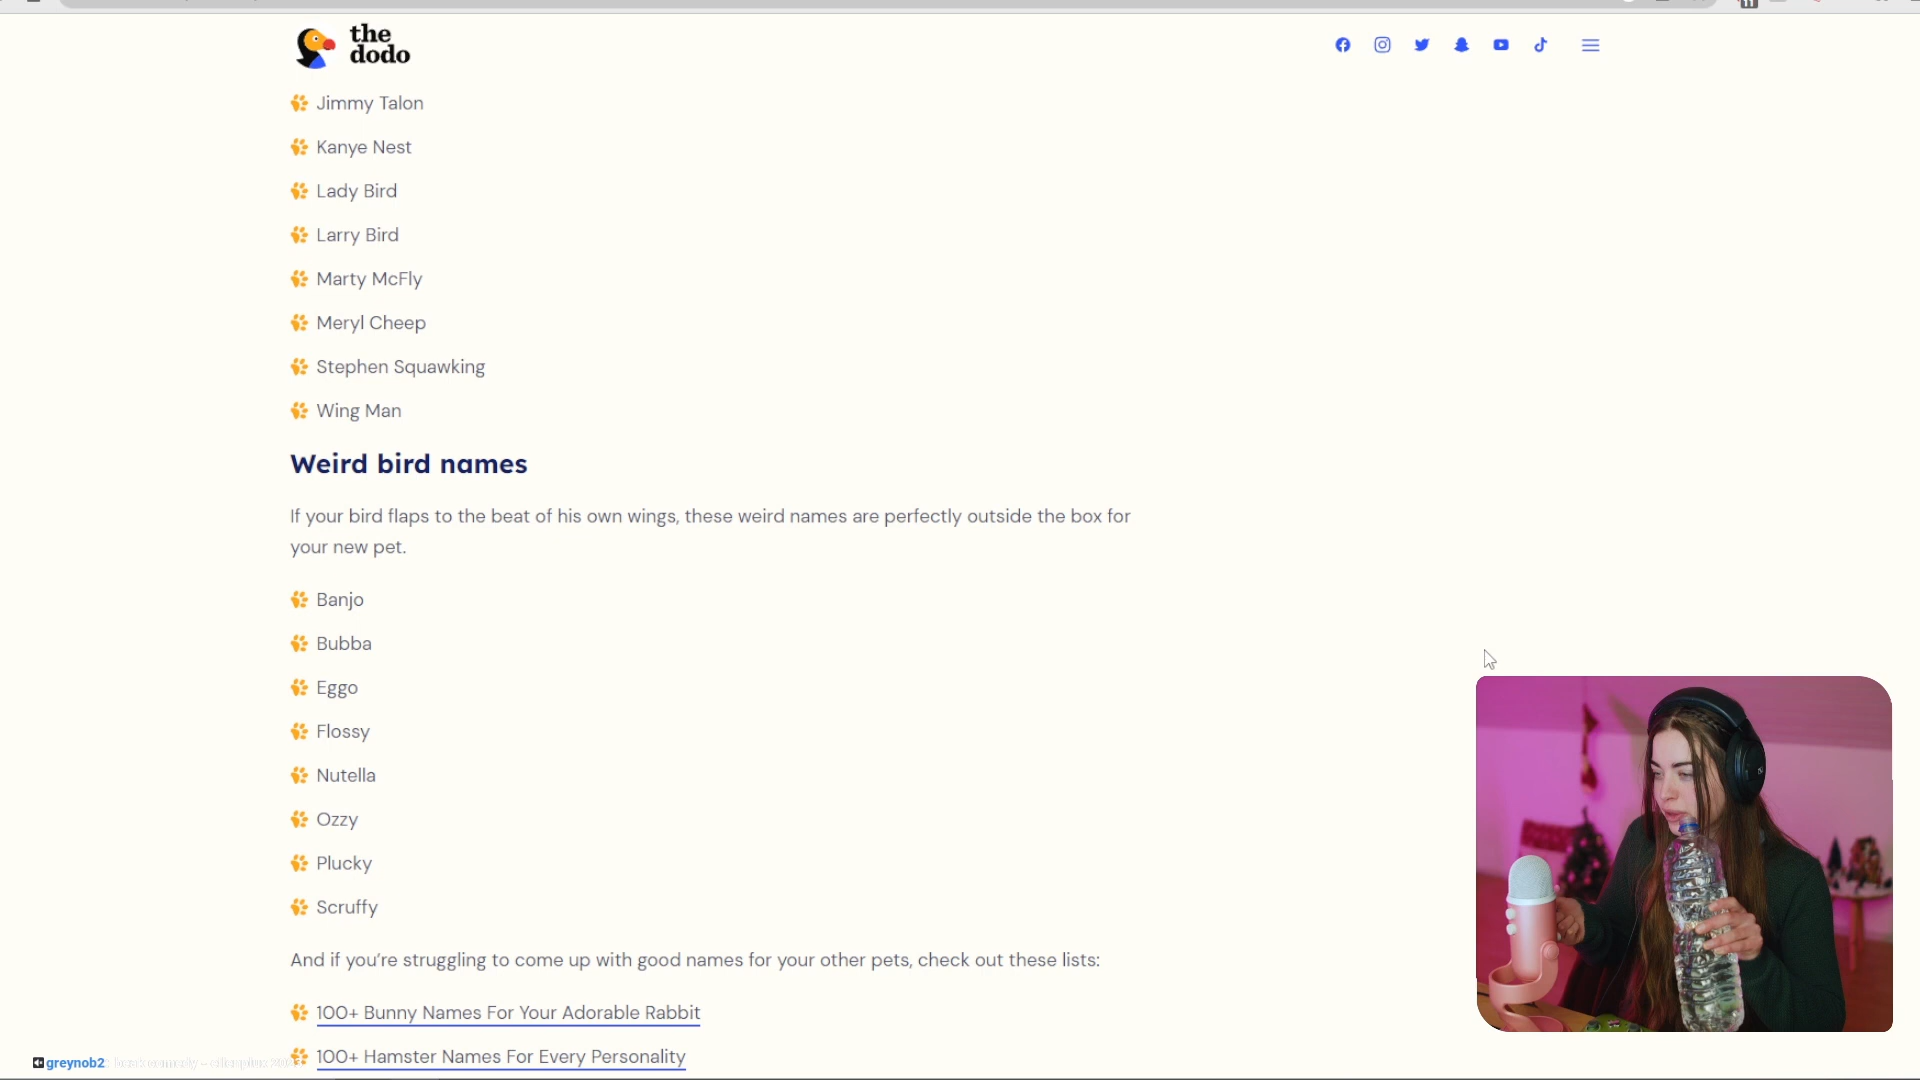 the
dodo
Jimmy Talon
Kanye Nest
Lady Bird
Larry Bird
Marty McFly
Meryl Cheep
Stephen Squawking
Wing Man
Weird bird names
If your bird flaps to the beat of his own wings, these weird names are perfectly outside the box for
your new pet.
Banjo
Bubba
Eggo
Flossy
Nutella
Ozzy
Plucky
Scruffy
And if you're struggling to come up with good names for your other pets, check out these lists:
100+ Bunny Names For Your Adorable Rabbit
100+ Hamster Names For Every Personality
greynob2